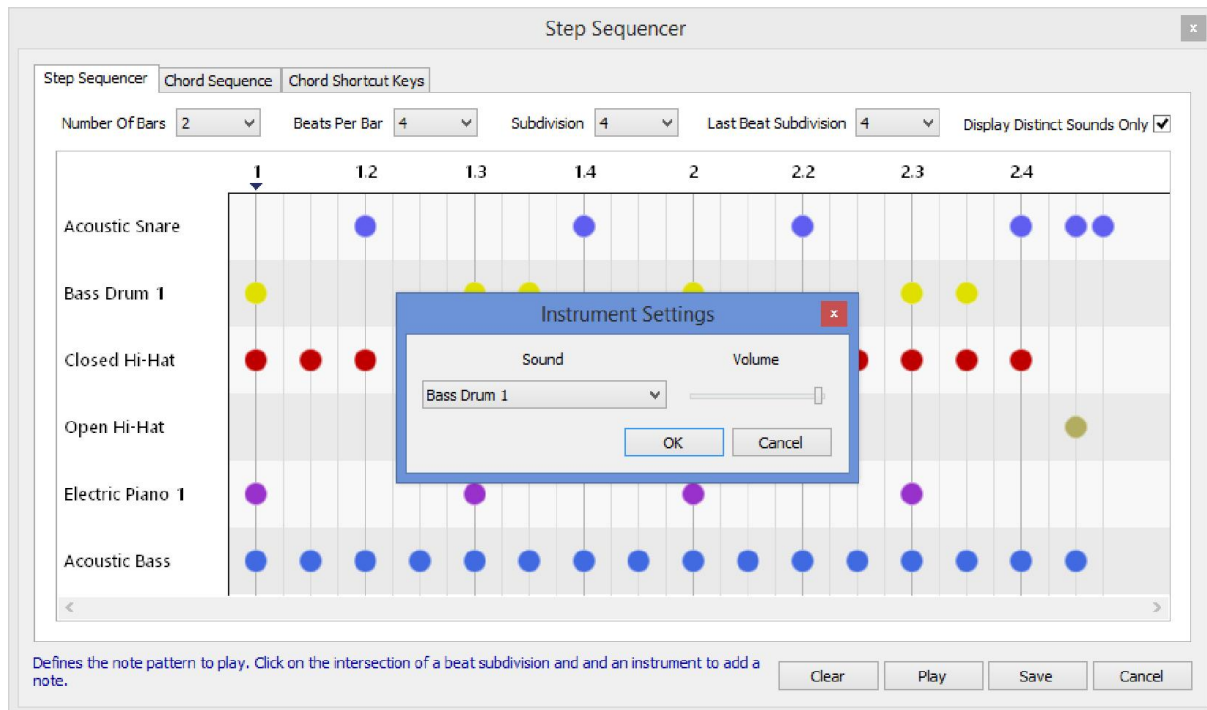 Step Sequencer
x
Step Sequencer Chord Sequence Chord Shortcut Keys
Number Of Bars 2 Beats Per Bar 4 Subdivision 4 Last Beat Subdivision 4 Display Distinct Sounds Only
1 1.2 1.3 1.4 2 2.2 2.3 2.4
Acoustic Snare
Bass Drum 1
Instrument Settings
x
Closed Hi-Hat
Sound Volume
Bass Drum 1
Open Hi-Hat
OK Cancel
Electric Piano 1
Acoustic Bass
Defines the note pattern to play. Click on the intersection of a beat subdivision and and an instrument to add a
note.
Clear Play Save Cancel